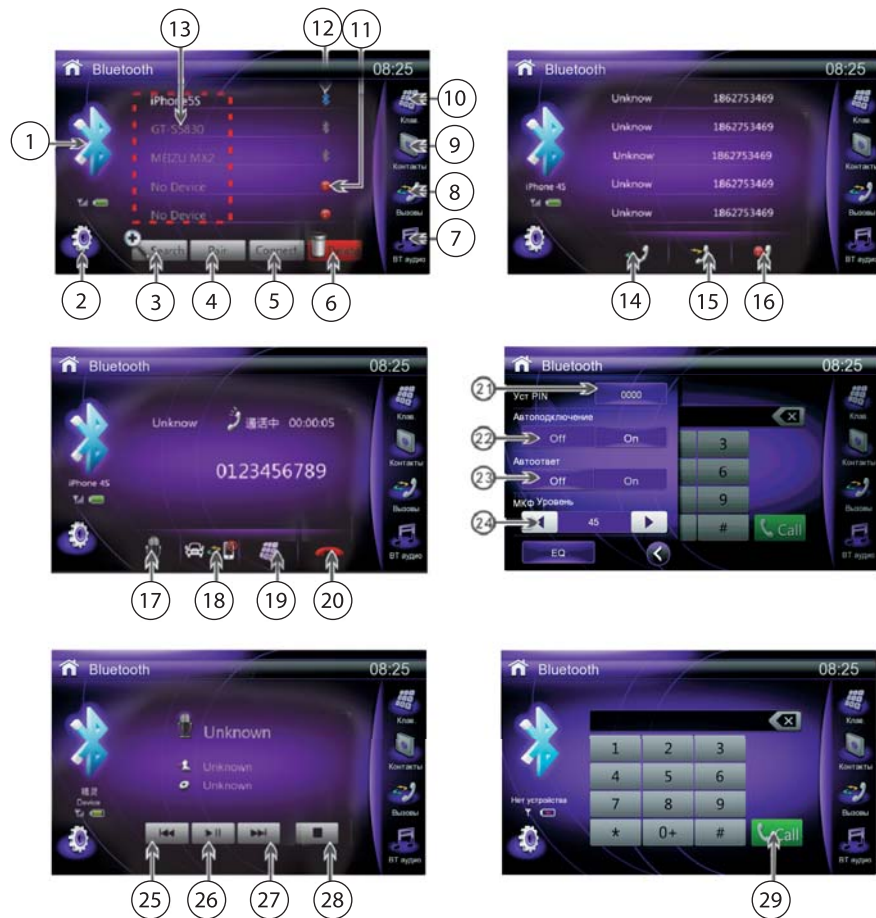 13 12 11
Bluetooth 08:25
iPhone5S
GT-S5830
MEIZU MX2
No Device
No Device
Search Pair Connect
Клав.
Контакты
Вызовы
BT аудио
1
10
9
8
7
2 3 4 5 6
Bluetooth 08:25
Unknow 1862753469
Unknow 1862753469
Unknow 1862753469
Unknow 1862753469
Unknow 1862753469
iPhone 4S
Клав.
Контакты
Вызовы
BT аудио
14 15 16
Bluetooth 08:25
Unknow 通话中 00:00:05
0123456789
iPhone 4S
Клав.
Контакты
Вызовы
BT аудио
17 18 19 20
Bluetooth 08:25
21 Уст PIN 0000
Автоподключение
22 Off On
Автоответ
23 Off On
МКФ Уровень
24 45
EQ
3
6
9
#
Call
Клав.
Контакты
Вызовы
BT аудио
Bluetooth 08:25
Unknown
Unknown
Unknown
精灵
Device
Клав.
Контакты
Вызовы
BT аудио
25 26 27 28
Bluetooth 08:25
1 2 3
4 5 6
7 8 9
* 0+ #
Call
Нет устройства
Клав.
Контакты
Вызовы
BT аудио
29